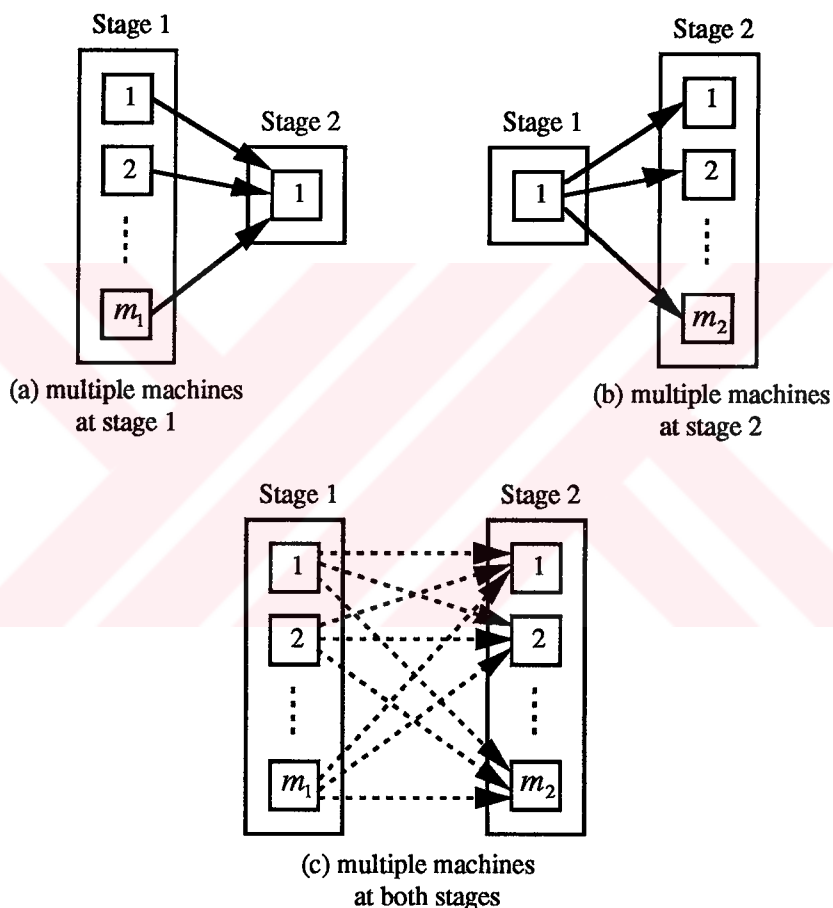 Stage 1
1
2
m1
Stage 2
1
(a) multiple machines
at stage 1
Stage 1
1
Stage 2
1
2
m2
(b) multiple machines
at stage 2
Stage 1
1
2
m1
Stage 2
1
2
m2
(c) multiple machines
at both stages